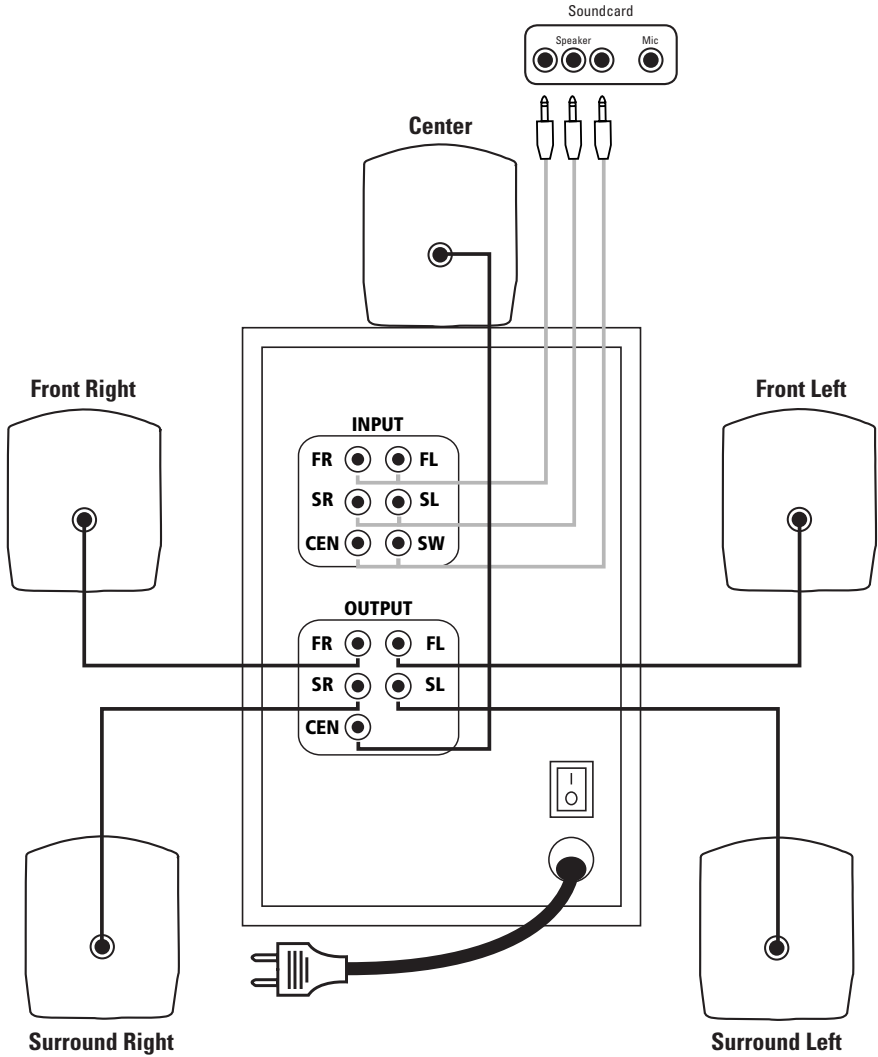 Soundcard
Speaker Mic
Center
Front Right
Front Left
INPUT
FR FL
SR SL
CEN SW
OUTPUT
FR FL
SR SL
CEN
Surround Right
Surround Left